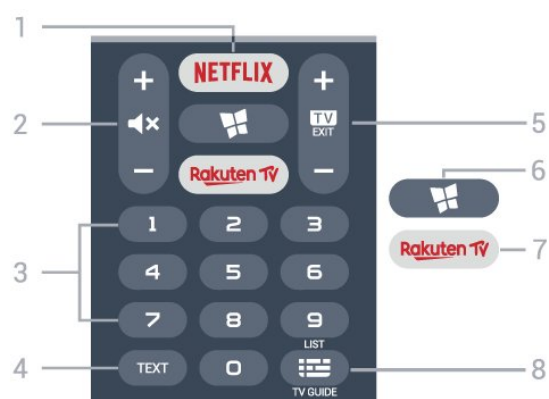 1
NETFLIX
+ +
2
TV
EXIT
5
6
- -
Rakuten TV
Rakuten TV
7
1 2 3
3
4 5 6
7 8 9
LIST
4
TEXT 0
8
TV GUIDE